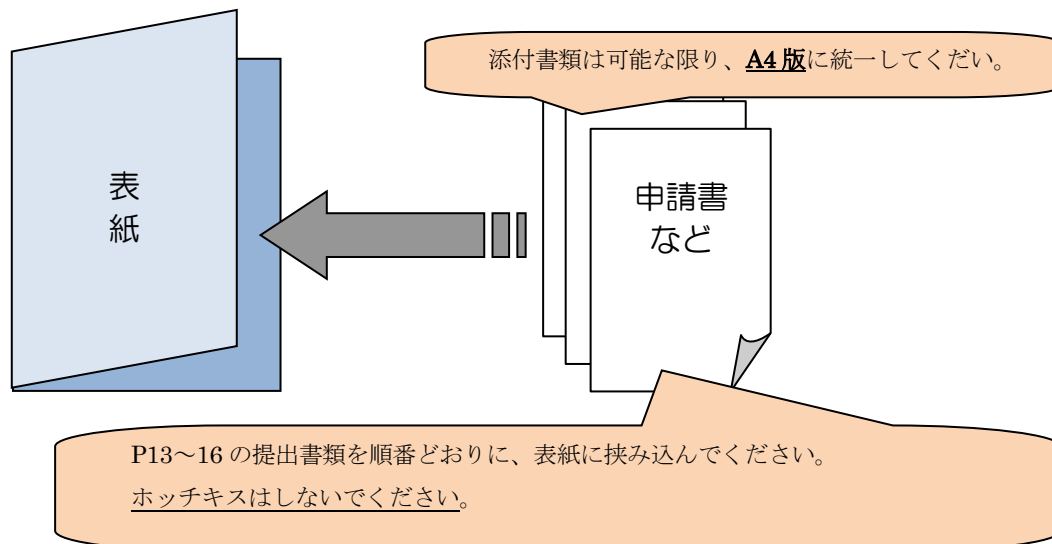 添付書類は可能な限り、A4版に統一してくだい。
表
紙
申請書
など
P13~16の提出書類を順番どおりに、表紙に挟み込んでください。
ホッチキスはしないでください。